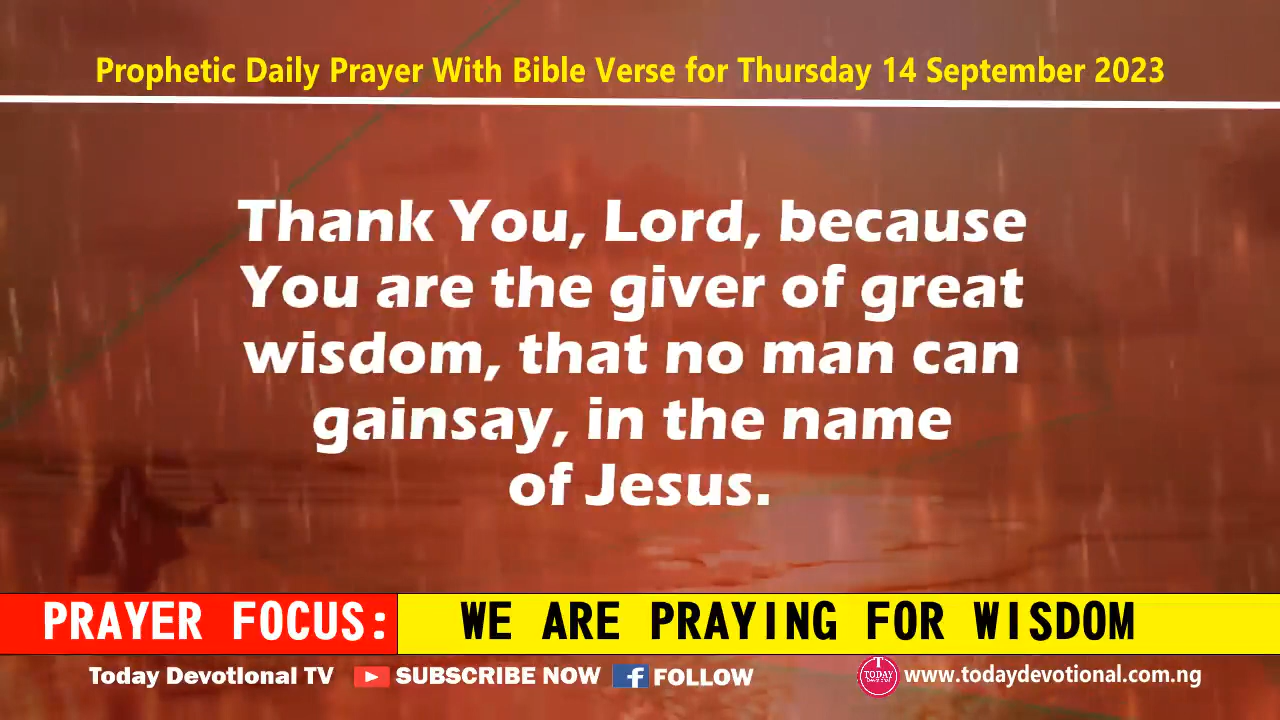 Prophetic Daily Prayer With Bible Verse for Thursday 14 September 2023
Thank You, Lord, because
You are the giver of great
wisdom, that no man can
gainsay, in the name
of Jesus.
PRAYER FOCUS: WE ARE PRAYING FOR WISDOM
Today Devotional TV SUBSCRIBE NOW f FOLLOW T TODAY Devotional www.todaydevotional.com.ng